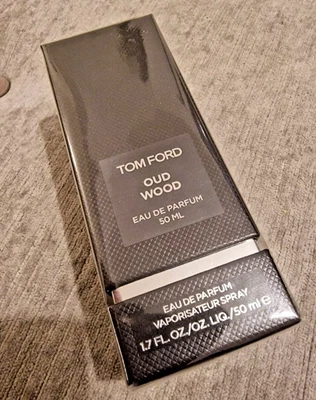 TOM FORD
OUD
WOOD
EAU DE PARFUM
50 ML
EAU DE PARFUM
VAPORISATEUR SPRAY
1.7 FL. OZ./OZ. LIQ./50 ml e